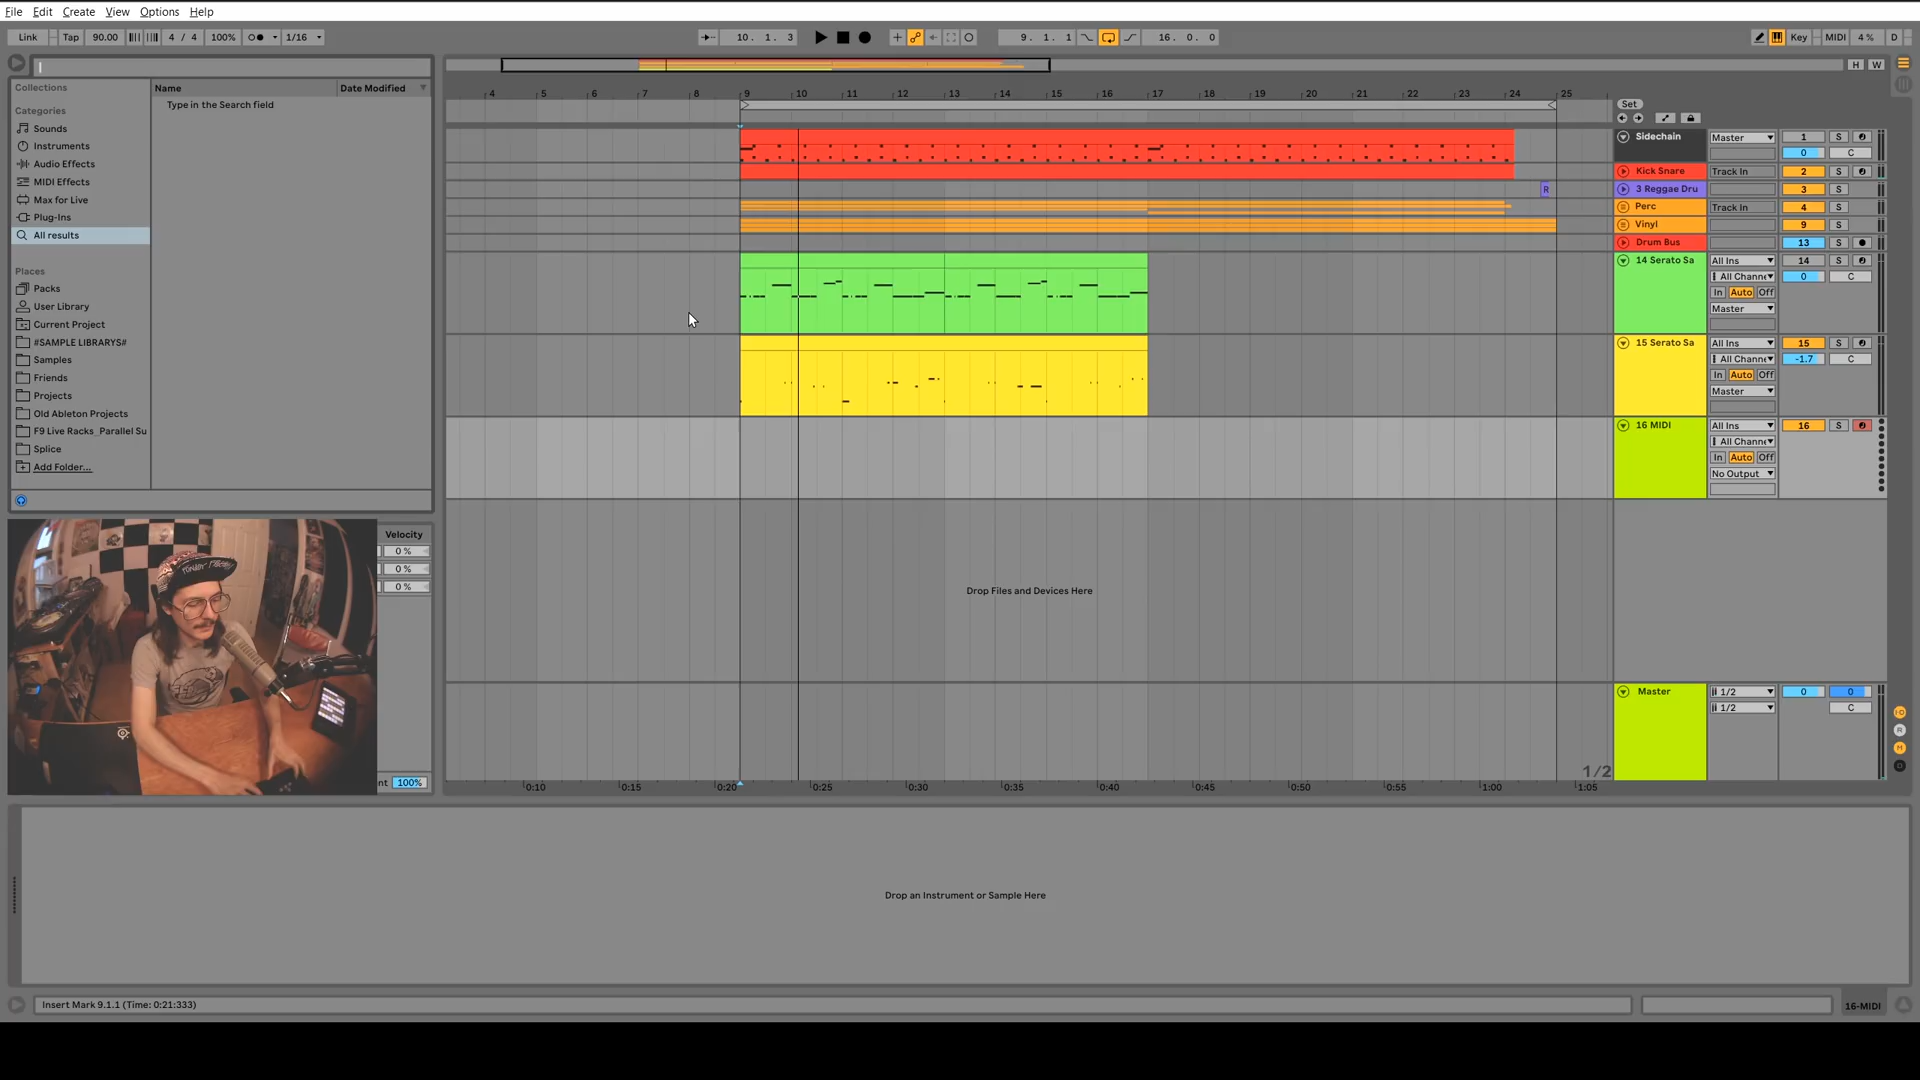 File Edit Create View Options Help
Link Tap 90.00 4 / 4 100% 1/16 10. 1. 3 9. 1. 1 16. 0. 0 Key MIDI 4 % D
H W
Collections
Name Date Modified
Type in the Search field
Categories
Sounds
Instruments
Audio Effects
MIDI Effects
Max for Live
Plug-Ins
All results
Places
Packs
User Library
Current Project
#SAMPLE LIBRARYS#
Samples
Friends
Projects
Old Ableton Projects
F9 Live Racks_Parallel Su
Splice
Add Folder...
4 5 6 7 8 9 10 11 12 13 14 15 16 17 18 19 20 21 22 23 24 25
Set
Sidechain Master 1 S
0 C
Kick Snare Track In 2 S
R 3 Reggae Dru 3 S
Perc Track In 4 S
Vinyl 9 S
Drum Bus 13 S
14 Serato Sa All Ins 14 S
All Channe 0 C
In Auto Off
Master
15 Serato Sa All Ins 15 S
All Channe -1.7 C
In Auto Off
Master
16 MIDI All Ins 16 S
All Channe
In Auto Off
No Output
Drop Files and Devices Here
Master 1/2 0 0
1/2 C
1/2
0:10 0:15 0:20 0:25 0:30 0:35 0:40 0:45 0:50 0:55 1:00 1:05
Velocity
0 %
0 %
0 %
nt 100%
Drop an Instrument or Sample Here
Insert Mark 9.1.1 (Time: 0:21:333)
16-MIDI